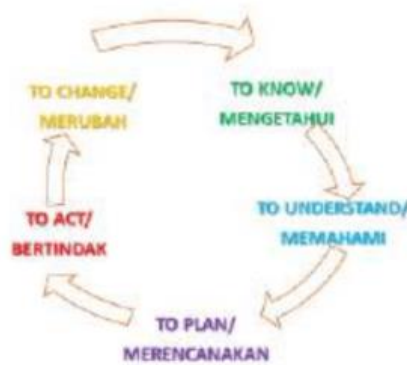 TO CHANGE/
MERUBAH
TO KNOW/
MENGETAHUI
TO UNDERSTAND/
MEMAHAMI
TO PLAN/
MERENCANAKAN
TO ACT/
BERTINDAK